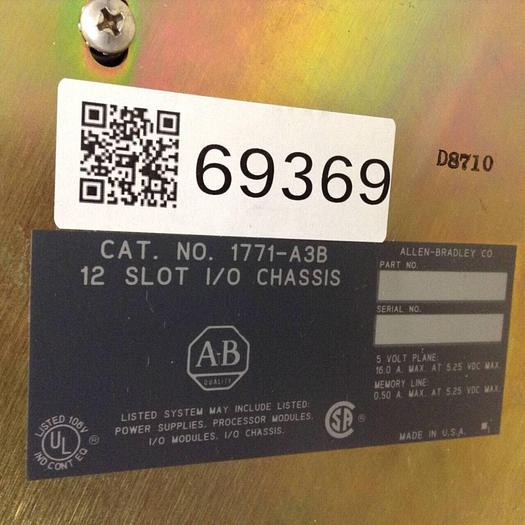 69369
D8710
CAT. NO. 1771-A3B
12 SLOT I/O CHASSIS
A-B
QUALITY
LISTED SYSTEM MAY INCLUDE LISTED:
POWER SUPPLIES, PROCESSOR MODULES,
I/O MODULES, I/O CHASSIS.
LISTED 106V
UL
®
IND CONT EQ
SA
®
ALLEN-BRADLEY CO.
PART NO.
SERIAL NO.
5 VOLT PLANE:
16.0 A. MAX. AT 5.25 VDC MAX.
MEMORY LINE:
0.50 A. MAX. AT 5.25 VDC MAX.
MADE IN U.S.A.